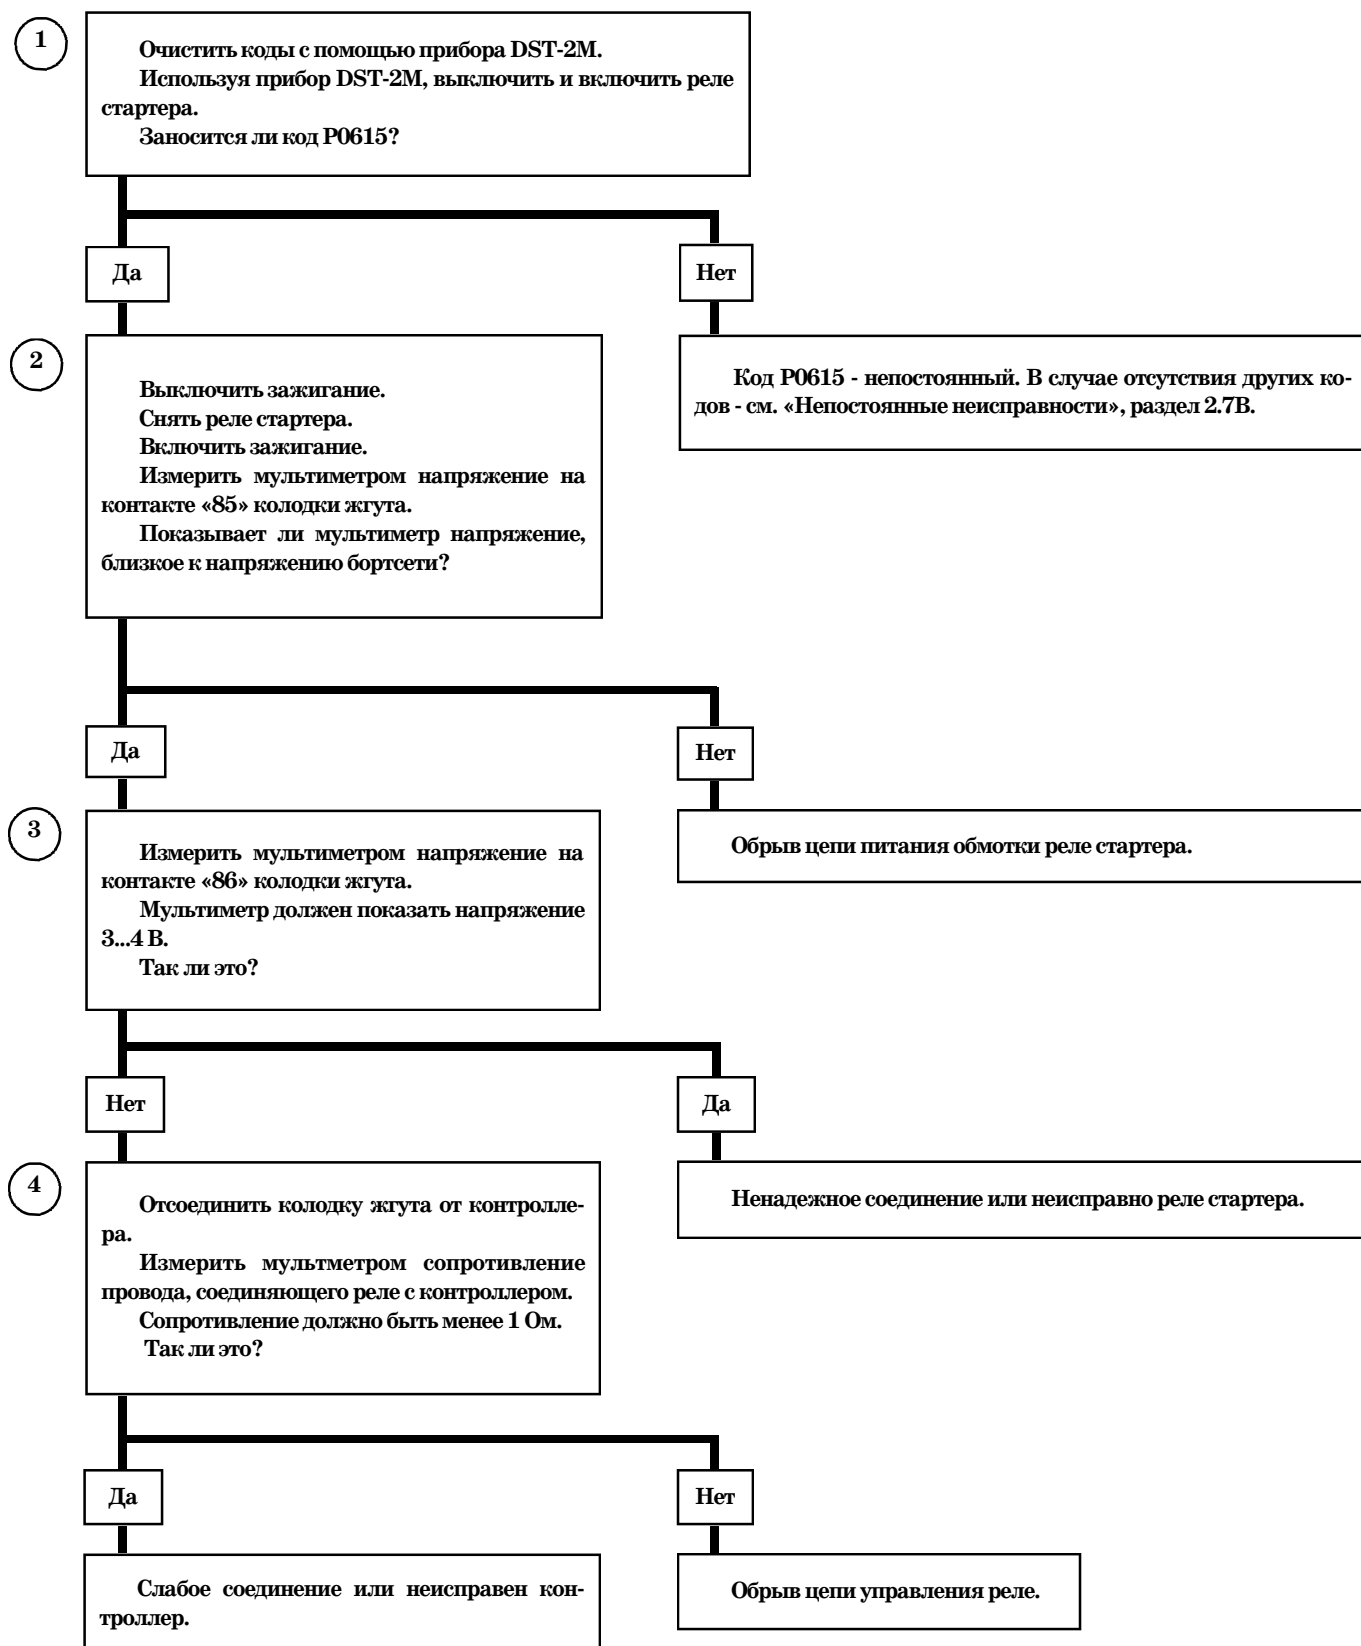 1
Очистить коды с помощью прибора DST-2M.
Используя прибор DST-2M, выключить и включить реле
стартера.
Заносится ли код Р0615?
Да
Нет
2
Выключить зажигание.
Снять реле стартера.
Включить зажигание.
Измерить мультиметром напряжение на
контакте «85» колодки жгута.
Показывает ли мультиметр напряжение,
близкое к напряжению бортсети?
Код Р0615 - непостоянный. В случае отсутствия других ко-
дов - см. «Непостоянные неисправности», раздел 2.7В.
Да
Нет
3
Измерить мультиметром напряжение на
контакте «86» колодки жгута.
Мультиметр должен показать напряжение
3...4 В.
Так ли это?
Обрыв цепи питания обмотки реле стартера.
Нет
Да
4
Отсоединить колодку жгута от контролле-
ра.
Измерить мультметром сопротивление
провода, соединяющего реле с контроллером.
Сопротивление должно быть менее 1 Ом.
Так ли это?
Ненадежное соединение или неисправно реле стартера.
Да
Нет
Слабое соединение или неисправен кон-
троллер.
Обрыв цепи управления реле.